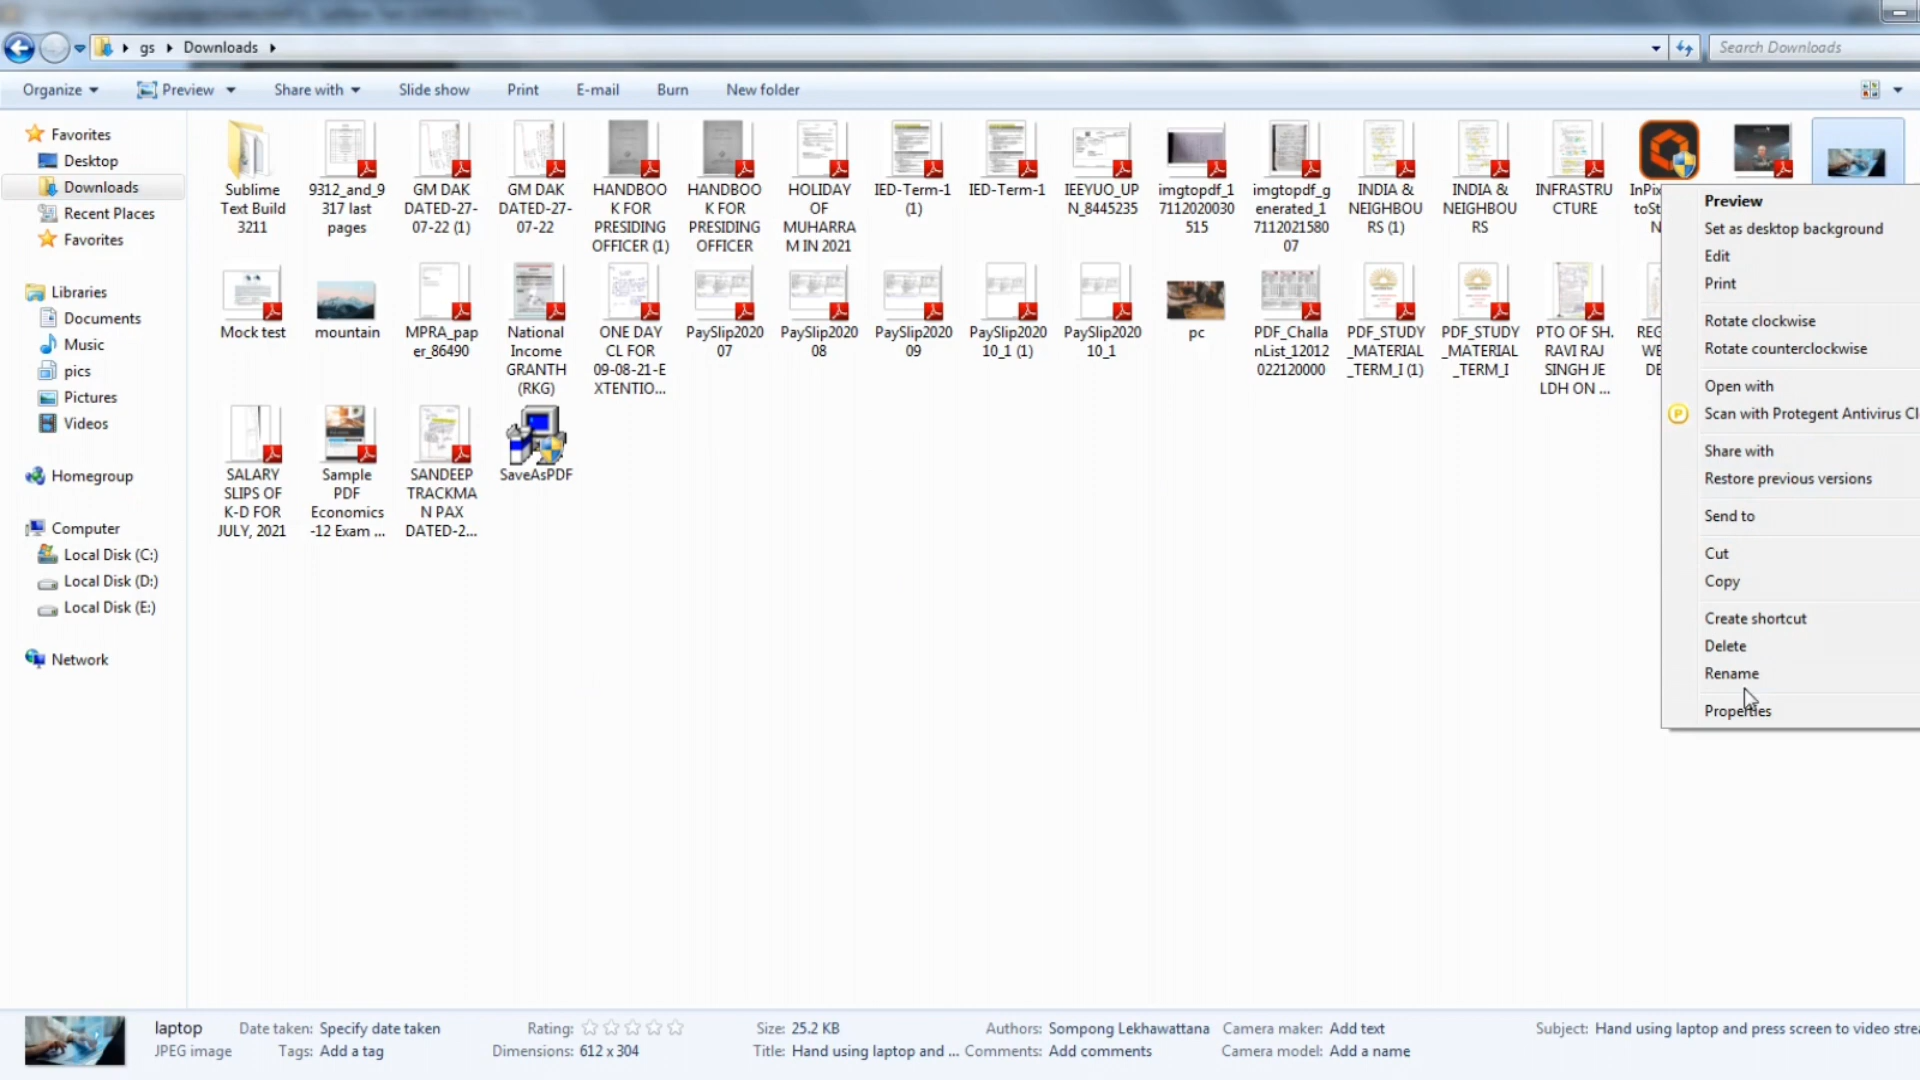 gs
Downloads
Search Downloads
Organize
Preview
Share with
Slide show
Print
E-mail
Burn
New folder
Favorites
Desktop
Downloads
Recent Places
Favorites
Libraries
Documents
Music
pics
Pictures
Videos
Homegroup
Computer
Local Disk (C:)
Local Disk (D:)
Local Disk (E:)
Network
Sublime
Text Build
3211
9312_and_9
317 last
pages
GM DAK
DATED-27-
07-22 (1)
GM DAK
DATED-27-
07-22
HANDBOO
K FOR
PRESIDING
OFFICER (1)
HANDBOO
K FOR
PRESIDING
OFFICER
HOLIDAY
OF
MUHARRA
M IN 2021
IED-Term-1
(1)
IED-Term-1
IEEYUO_UP
N_8445235
imgtopdf_1
7112020030
515
imgtopdf_g
enerated_1
7112021580
07
INDIA &
NEIGHBOU
RS (1)
INDIA &
NEIGHBOU
RS
INFRASTRU
CTURE
InPix
toSt
N
Mock test
mountain
MPRA_pap
er_86490
National
Income
GRANTH
(RKG)
ONE DAY
CL FOR
09-08-21-E
XTENTIO...
PaySlip2020
07
PaySlip2020
08
PaySlip2020
09
PaySlip2020
10_1 (1)
PaySlip2020
10_1
pc
PDF_Challa
nList_12012
022120000
PDF_STUDY
_MATERIAL
_TERM_I (1)
PDF_STUDY
_MATERIAL
_TERM_I
PTO OF SH.
RAVI RAJ
SINGH JE
LDH ON ...
REG
WE
DE
SALARY
SLIPS OF
K-D FOR
JULY, 2021
Sample
PDF
Economics
-12 Exam ...
SANDEEP
TRACKMA
N PAX
DATED-2...
SaveAsPDF
Preview
Set as desktop background
Edit
Print
Rotate clockwise
Rotate counterclockwise
Open with
P
Scan with Protegent Antivirus Cl
Share with
Restore previous versions
Send to
Cut
Copy
Create shortcut
Delete
Rename
Properties
laptop
JPEG image
Date taken: Specify date taken
Tags: Add a tag
Rating:
Dimensions: 612 x 304
Size: 25.2 KB
Title: Hand using laptop and ...
Authors: Sompong Lekhawattana
Comments: Add comments
Camera maker: Add text
Camera model: Add a name
Subject: Hand using laptop and press screen to video strea